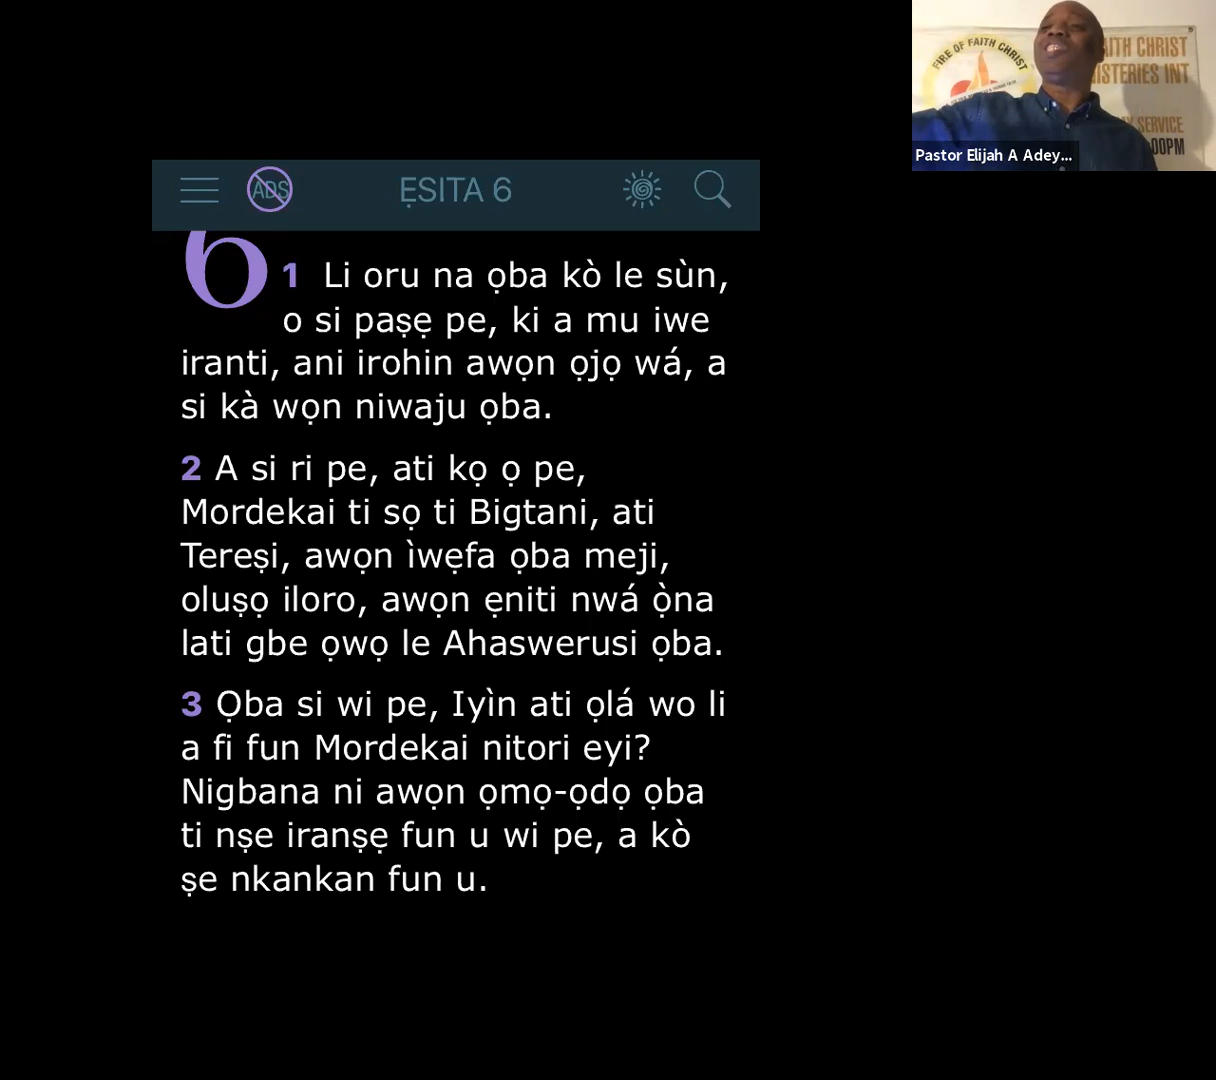 FIRE OF FAITH CHRIST
AITH CHRIST
ISTERIES INT
SERVICE
00PM
Pastor Elijah A Adey...
ADS
ẸSITA 6
6
1 Li oru na ọba kò le sùn,
o si paṣẹ pe, ki a mu iwe
iranti, ani irohin awọn ọjọ wá, a
si kà wọn niwaju ọba.
2 A si ri pe, ati kọ ọ pe,
Mordekai ti sọ ti Bigtani, ati
Tereṣi, awọn ìwẹfa ọba meji,
oluṣọ iloro, awọn ẹniti nwá ọ̀na
lati gbe ọwọ le Ahaswerusi ọba.
3 Ọba si wi pe, Iyìn ati ọlá wo li
a fi fun Mordekai nitori eyi?
Nigbana ni awọn ọmọ-ọdọ ọba
ti nṣe iranṣẹ fun u wi pe, a kò
ṣe nkankan fun u.